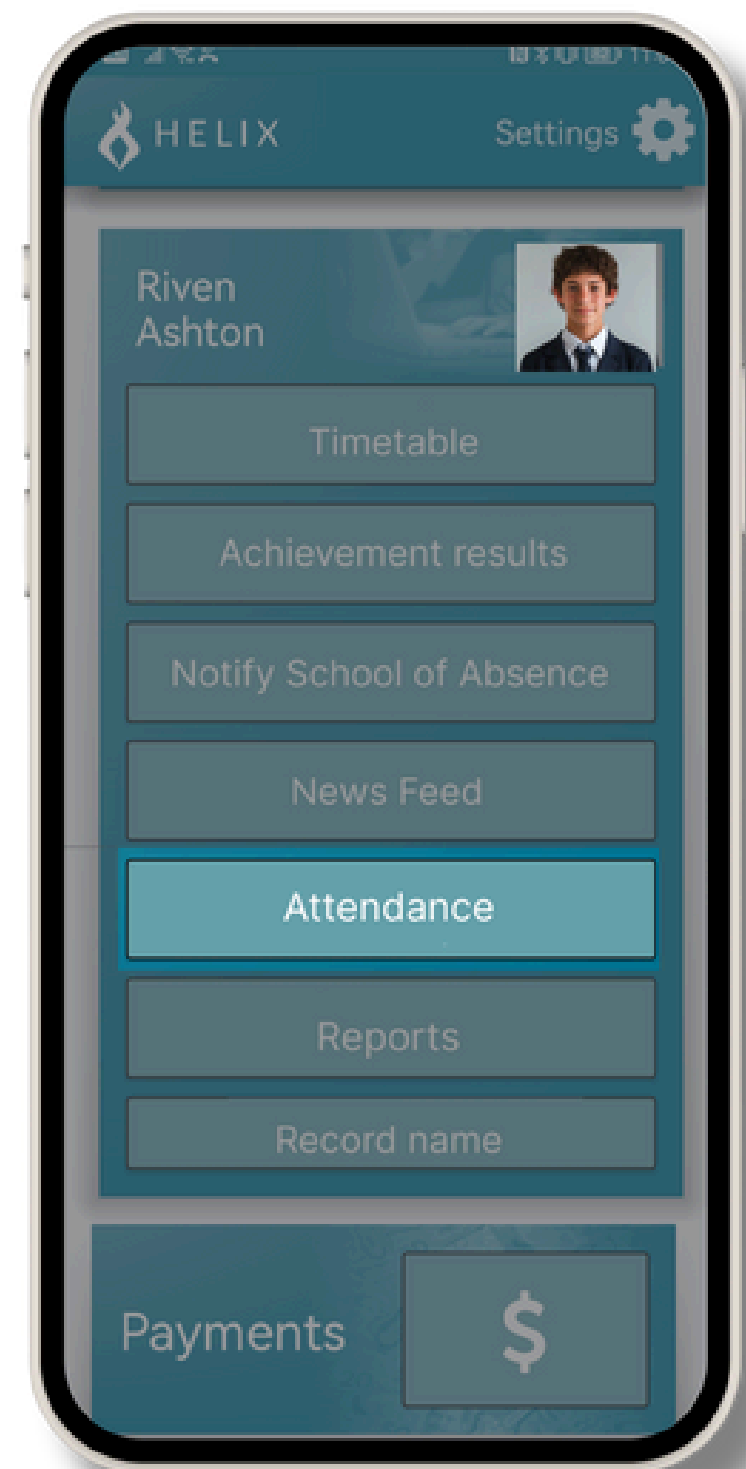 HELIX
Settings
Riven
Ashton
Timetable
Achievement results
Notify School of Absence
News Feed
Attendance
Reports
Record name
Payments
$